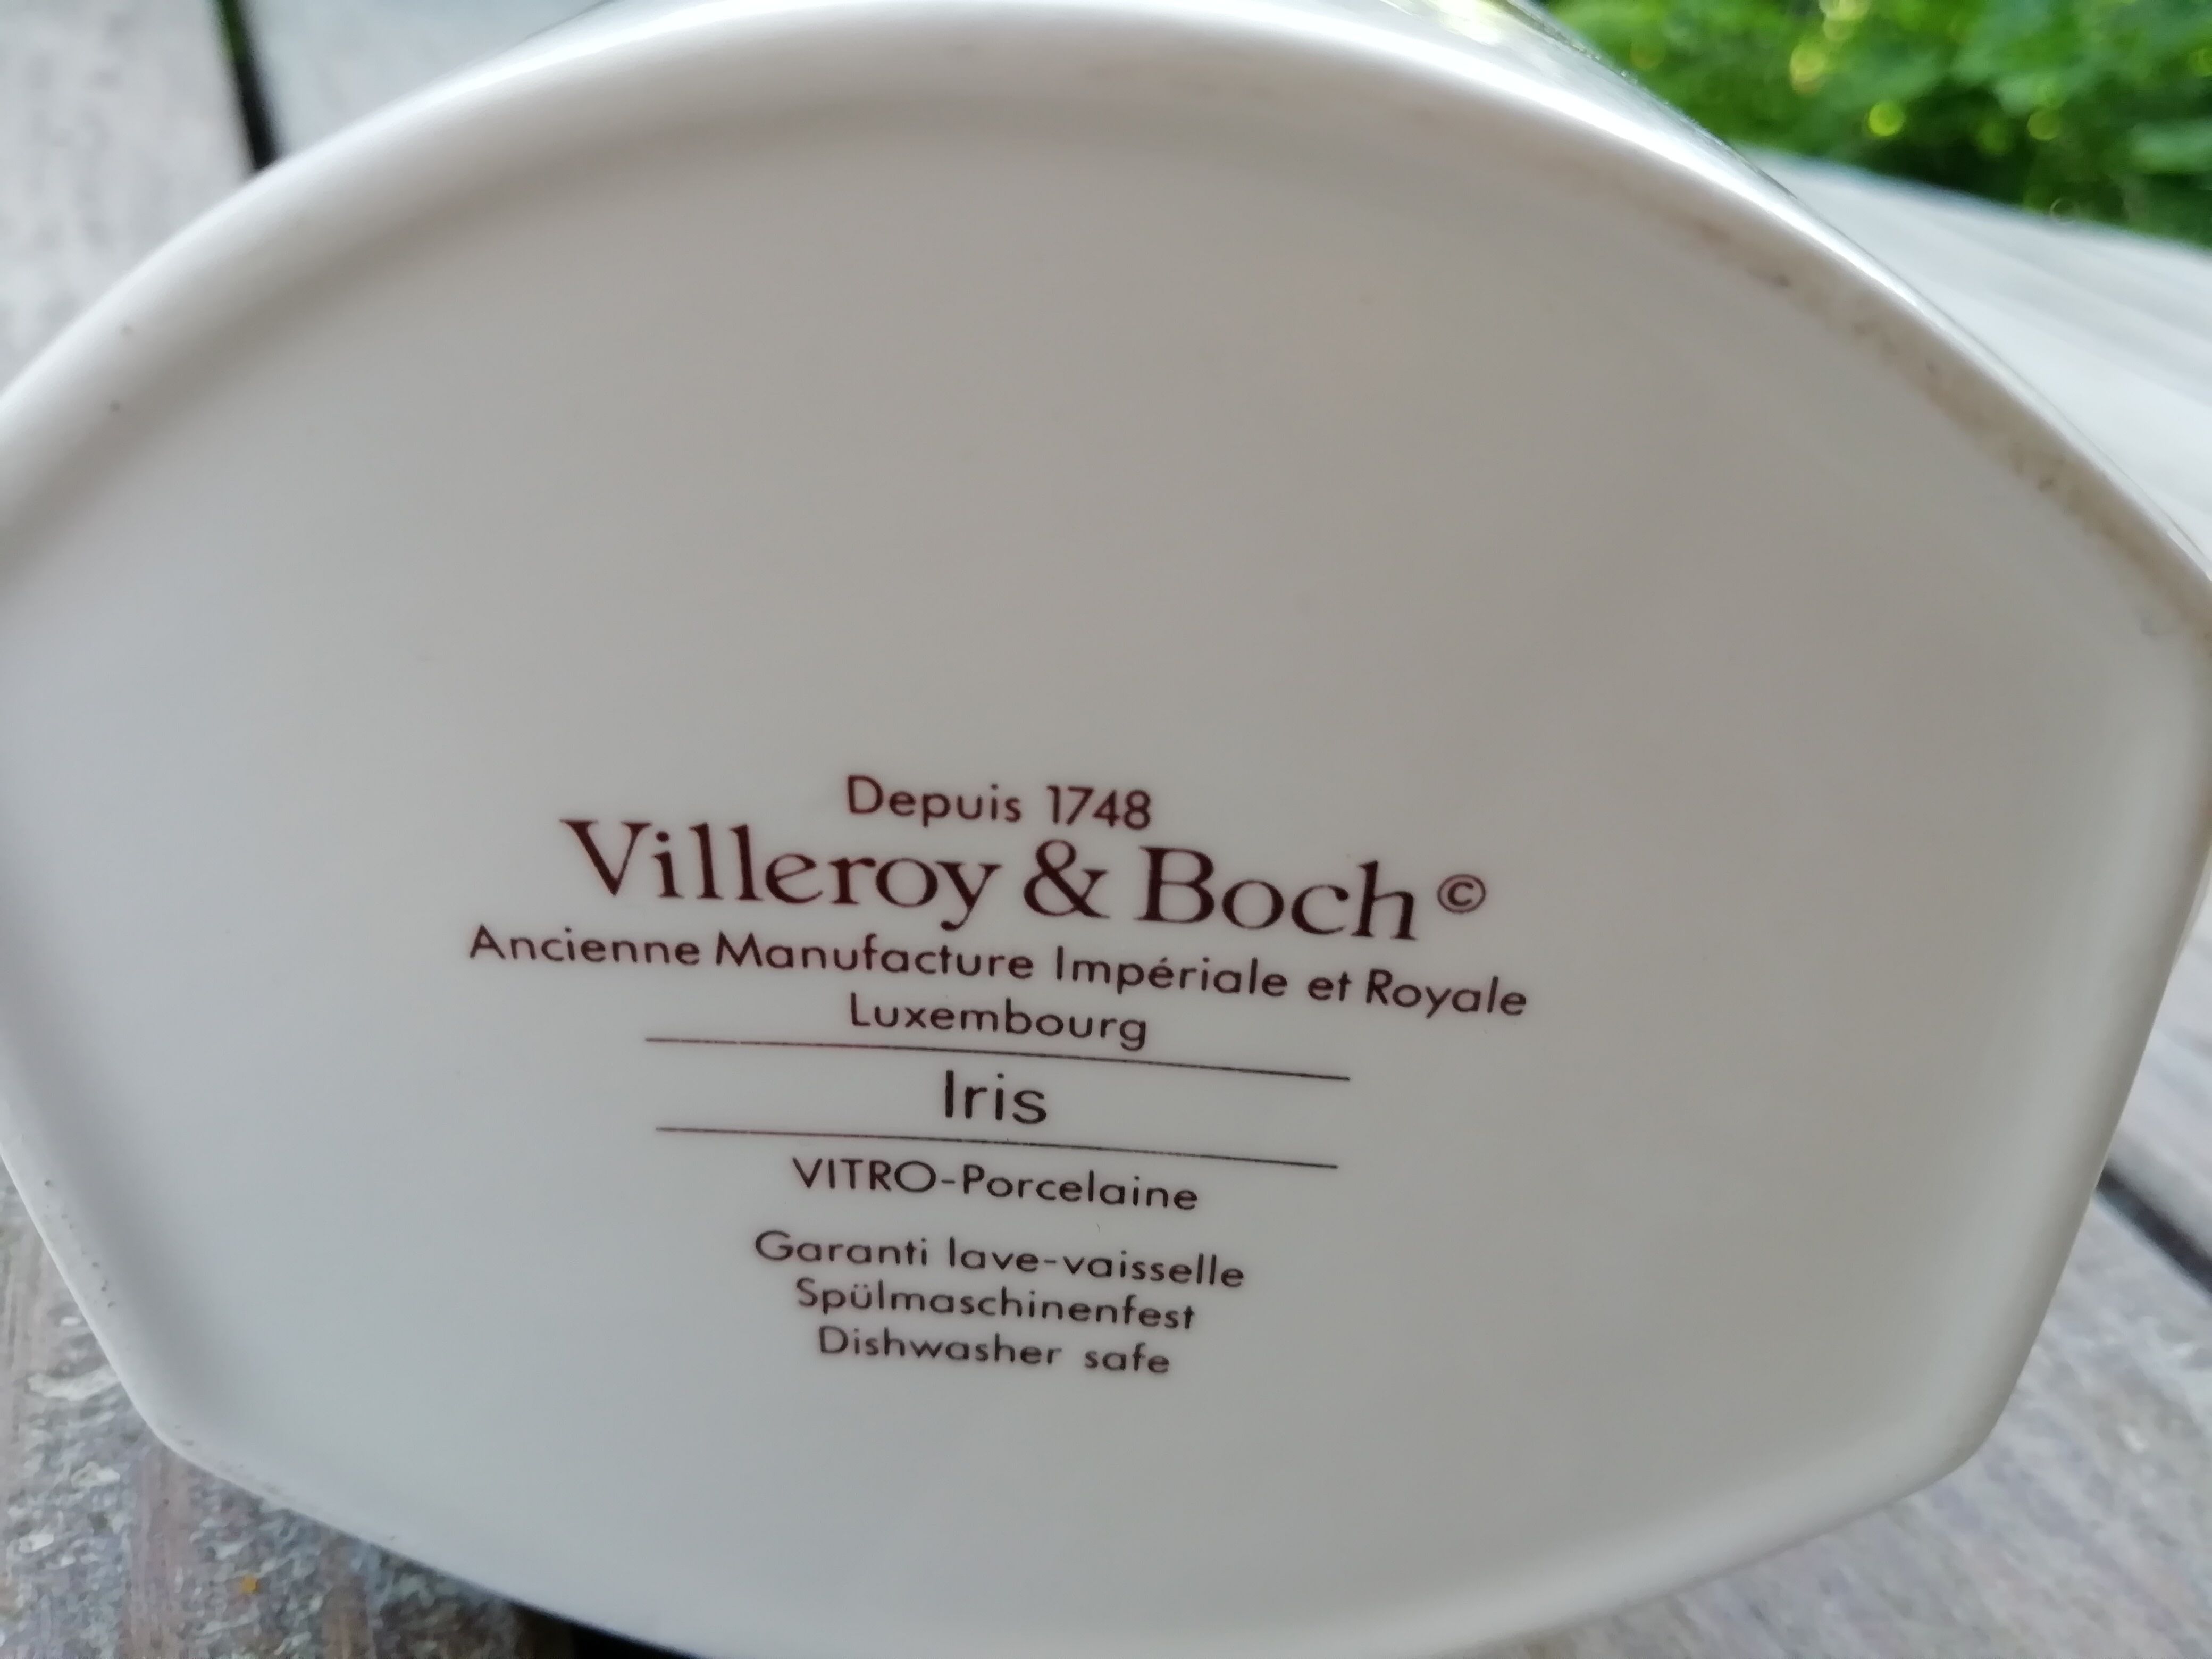 Depuis 1748
Villeroy & Boch ©
Ancienne Manufacture Impériale et Royale
Luxembourg
Iris
VITRO-Porcelaine
Garanti lave-vaisselle
Spülmaschinenfest
Dishwasher safe